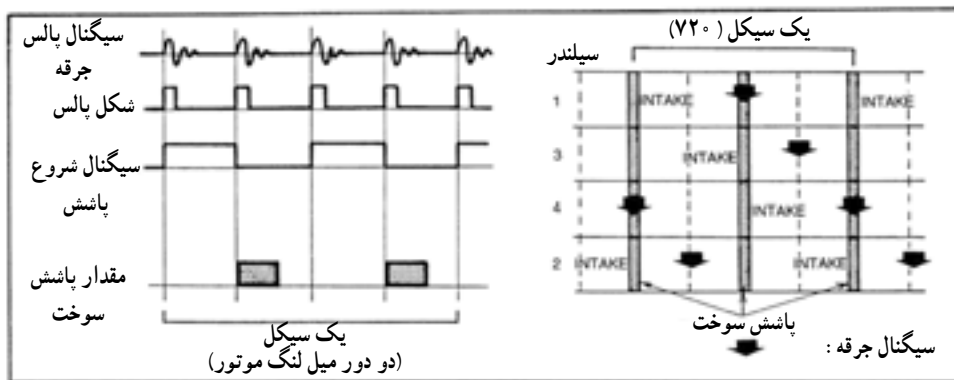 سیگنال پالس
جرقه
شکل پالس
سیگنال شروع
پاشش
مقدار پاشش
سوخت
یک سیکل
(دو دور میل لنگ موتور)
یک سیکل (۷۲۰)
سیلندر
1 INTAKE INTAKE
3 INTAKE
4 INTAKE
2 INTAKE INTAKE
پاشش سوخت
سیگنال جرقه :